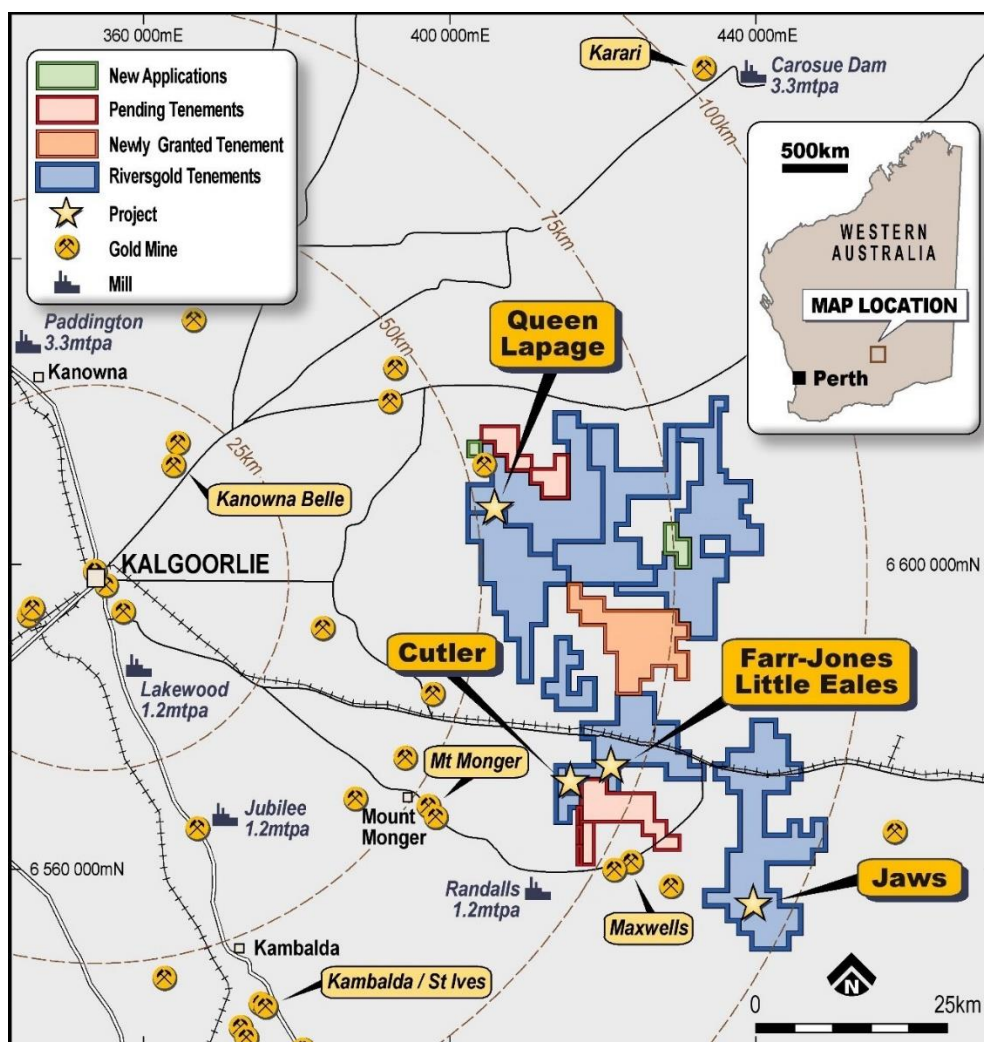 360 000mE
400 000mE
440 000mE
New Applications
Pending Tenements
Newly Granted Tenement
Riversgold Tenements
Project
Gold Mine
Mill
Karari
Carosue Dam
3.3mtpa
100km
75km
50km
25km
500km
WESTERN
AUSTRALIA
MAP LOCATION
Perth
Paddington
3.3mtpa
Kanowna
Queen
Lapage
Kanowna Belle
KALGOORLIE
6 600 000mN
Cutler
Farr-Jones
Little Eales
Lakewood
1.2mtpa
Mt Monger
Jubilee
1.2mtpa
Mount
Monger
6 560 000mN
Randalls
1.2mtpa
Maxwells
Jaws
Kambalda
Kambalda / St Ives
N
0
25km